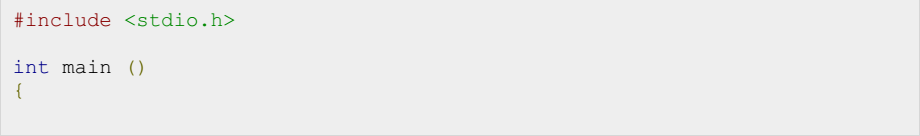 #include <stdio.h>
int main ()
{